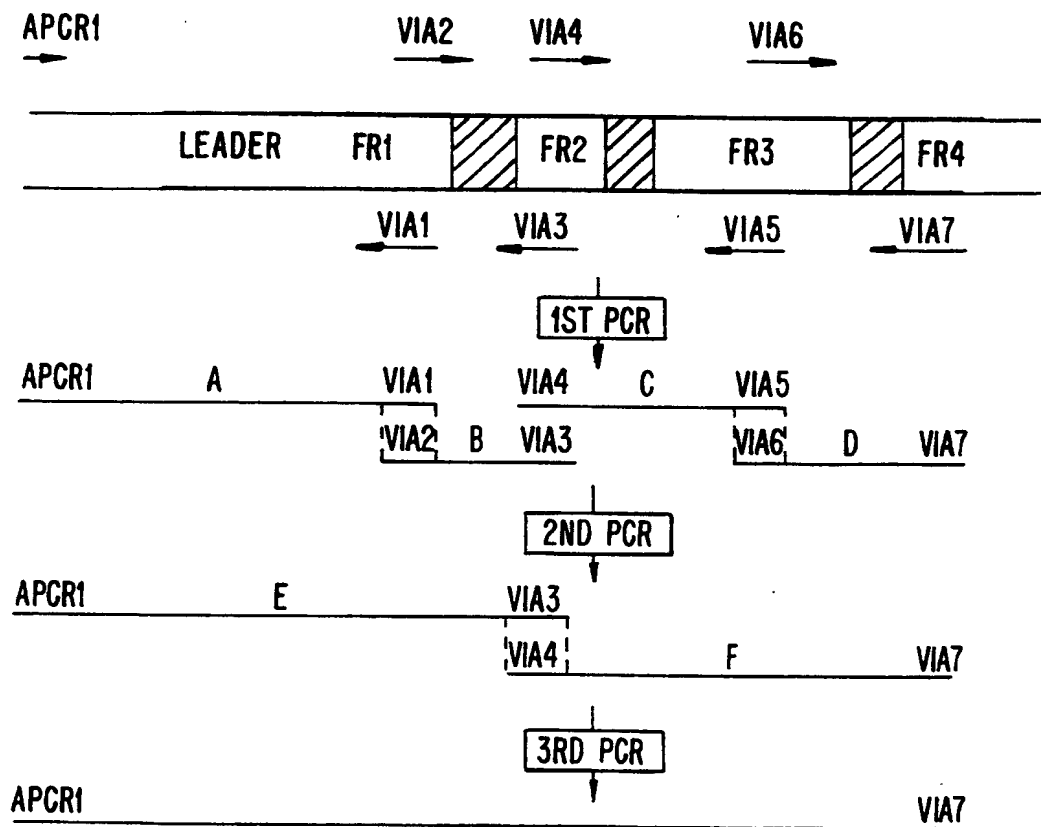 APCR1 VIA2 VIA4 VIA6
LEADER FR1 FR2 FR3 FR4
VIA1 VIA3 VIA5 VIA7
1ST PCR
APCR1 A VIA1 VIA4 C VIA5
VIA2 B VIA3 VIA6 D VIA7
2ND PCR
APCR1 E VIA3
VIA4 F VIA7
3RD PCR
APCR1 VIA7